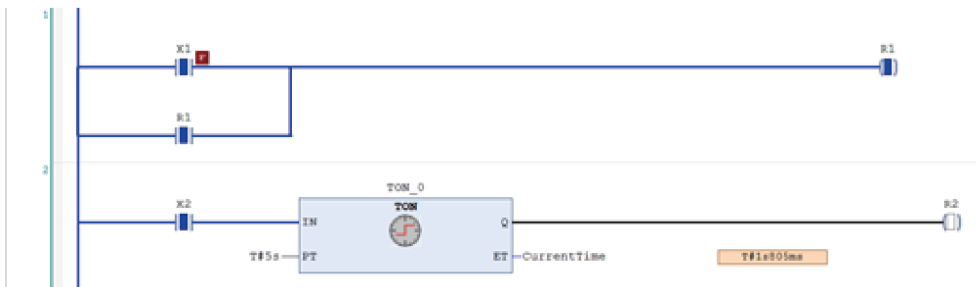 1
X1
F
R1
R1
2
TON_0
X2
TON
R2
IN
Q
T#5s
PT
ET
CurrentTime
T#1s805ms